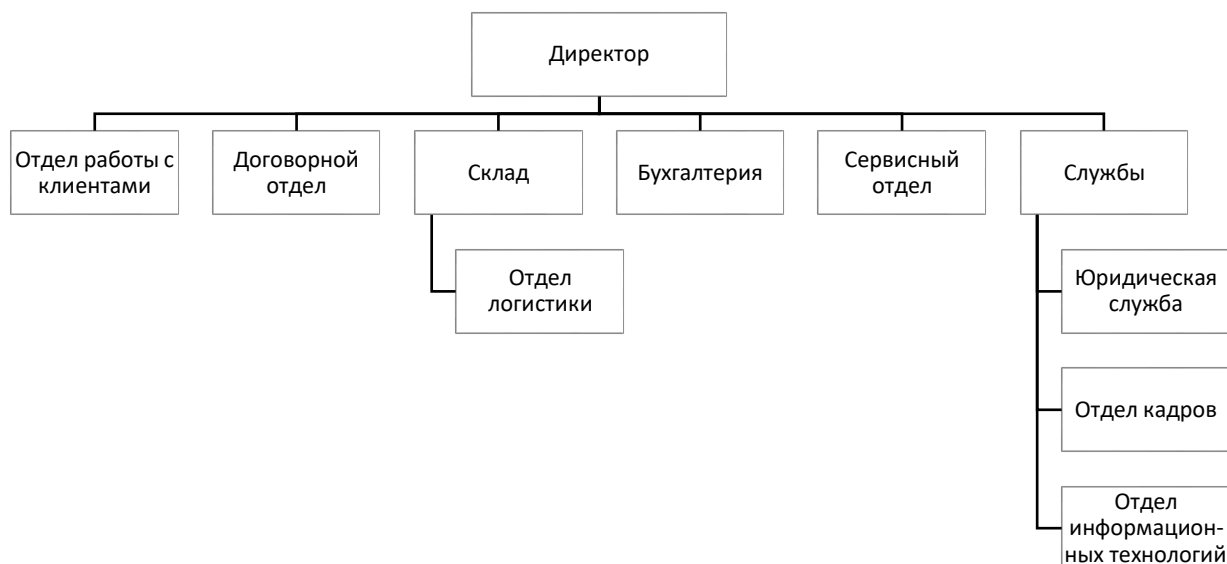 Директор
Отдел работы с
клиентами
Договорной
отдел
Склад
Бухгалтерия
Сервисный
отдел
Службы
Отдел
логистики
Юридическая
служба
Отдел кадров
Отдел
информацион-
ных технологий